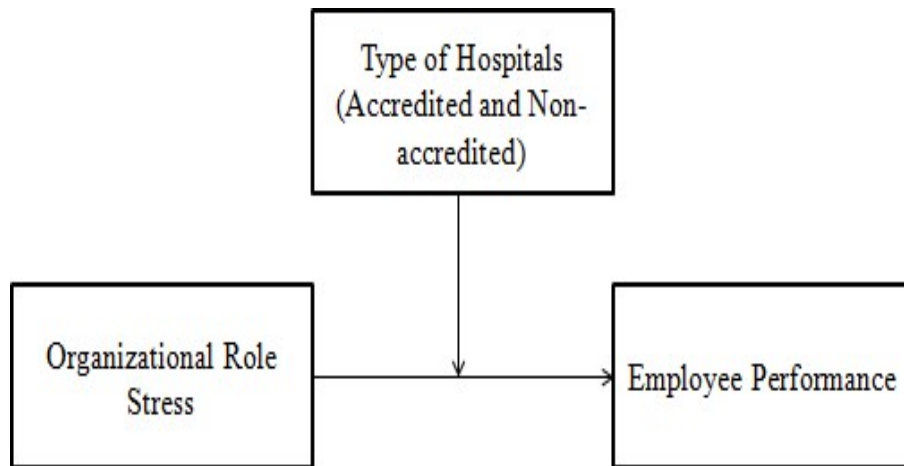 Type of Hospitals
(Accredited and Non-
accredited)
Organizational Role
Stress
Employee Performance